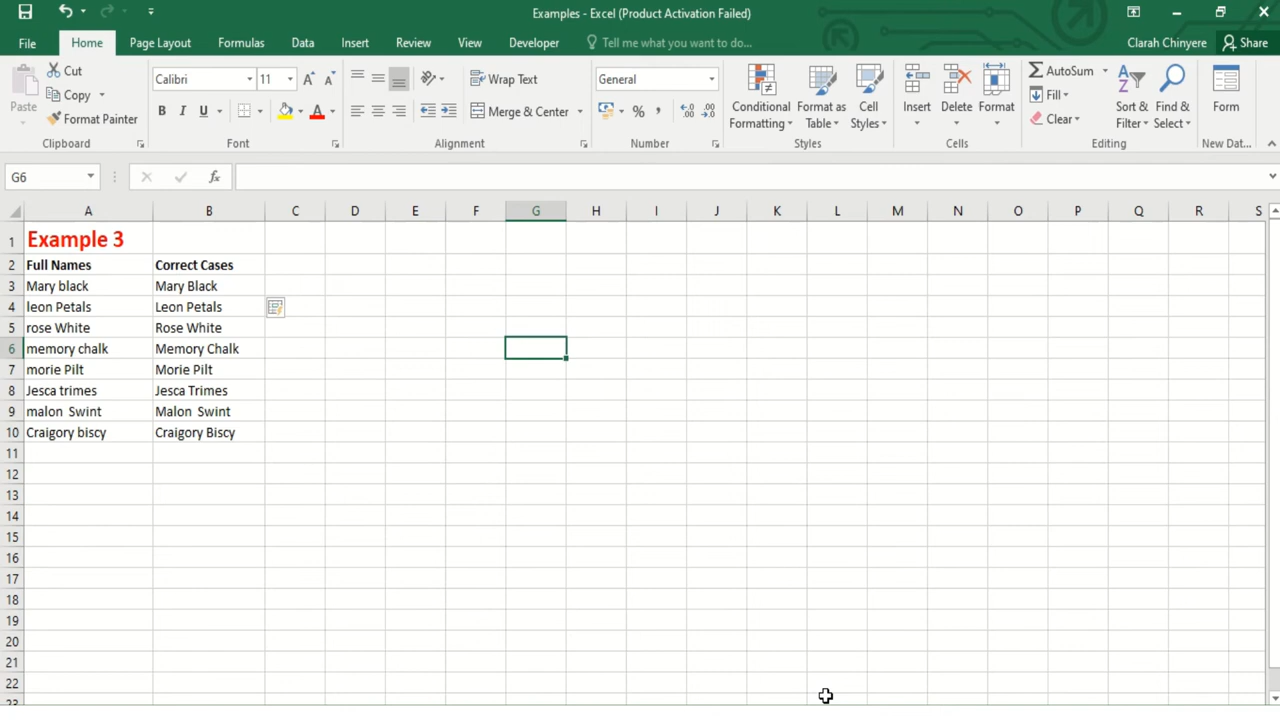 Examples - Excel (Product Activation Failed)
File Home Page Layout Formulas Data Insert Review View Developer Tell me what you want to do... Clarah Chinyere Share
Paste Cut Copy Format Painter
Clipboard
Calibri 11 A A
B I U A
Font
Wrap Text
Merge & Center
Alignment
General
% ,
Number
Conditional Formatting Format as Table Cell Styles
Styles
Insert Delete Format
Cells
AutoSum Fill Clear Sort & Filter Find & Select
Editing
Form
New Dat...
G6 fx
A B C D E F G H I J K L M N O P Q R S
1 Example 3
2 Full Names Correct Cases
3 Mary black Mary Black
4 leon Petals Leon Petals
5 rose White Rose White
6 memory chalk Memory Chalk
7 morie Pilt Morie Pilt
8 Jesca trimes Jesca Trimes
9 malon  Swint Malon  Swint
10 Craigory biscy Craigory Biscy
11
12
13
14
15
16
17
18
19
20
21
22
23